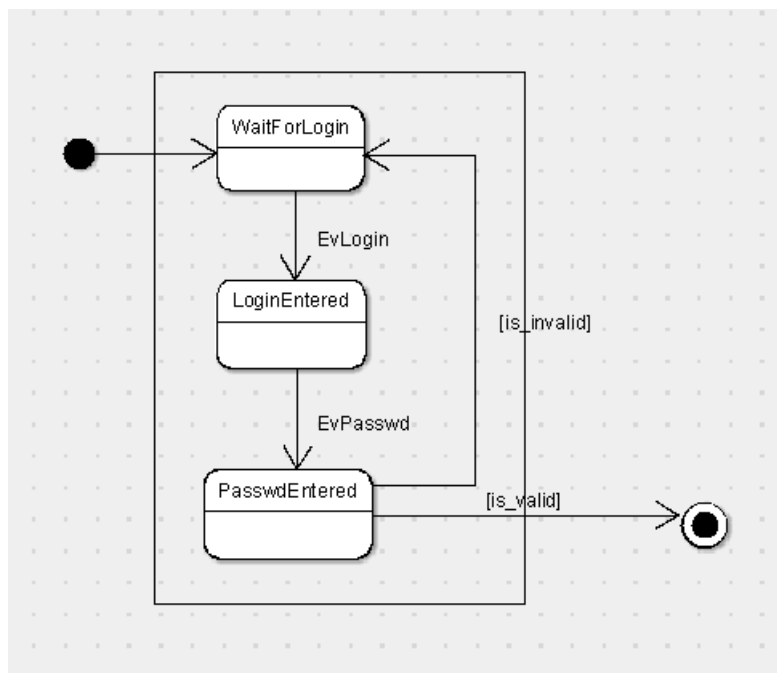 WaitForLogin
EvLogin
LoginEntered
[is_invalid]
EvPasswd
PasswdEntered
[is_valid]